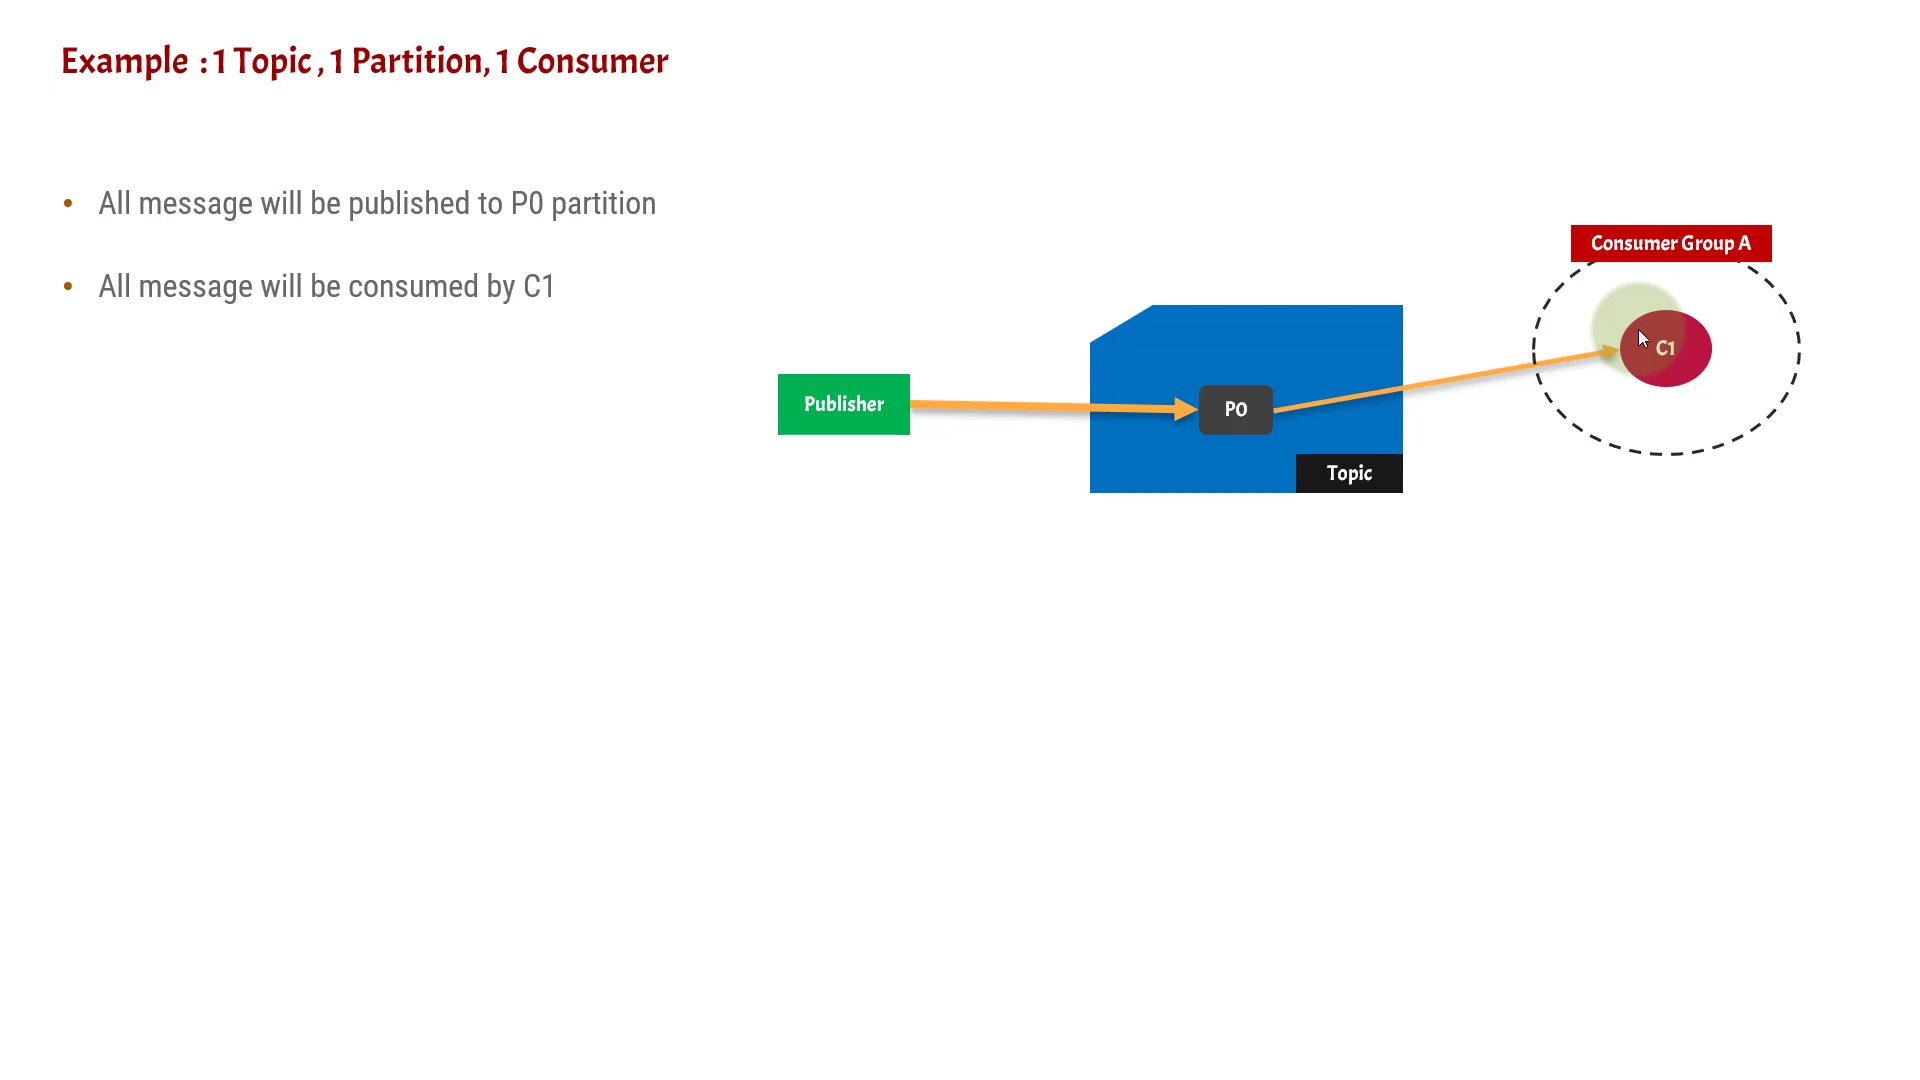 Example : 1 Topic , 1 Partition, 1 Consumer
• All message will be published to P0 partition
• All message will be consumed by C1
Consumer Group A
C1
Publisher
P0
Topic